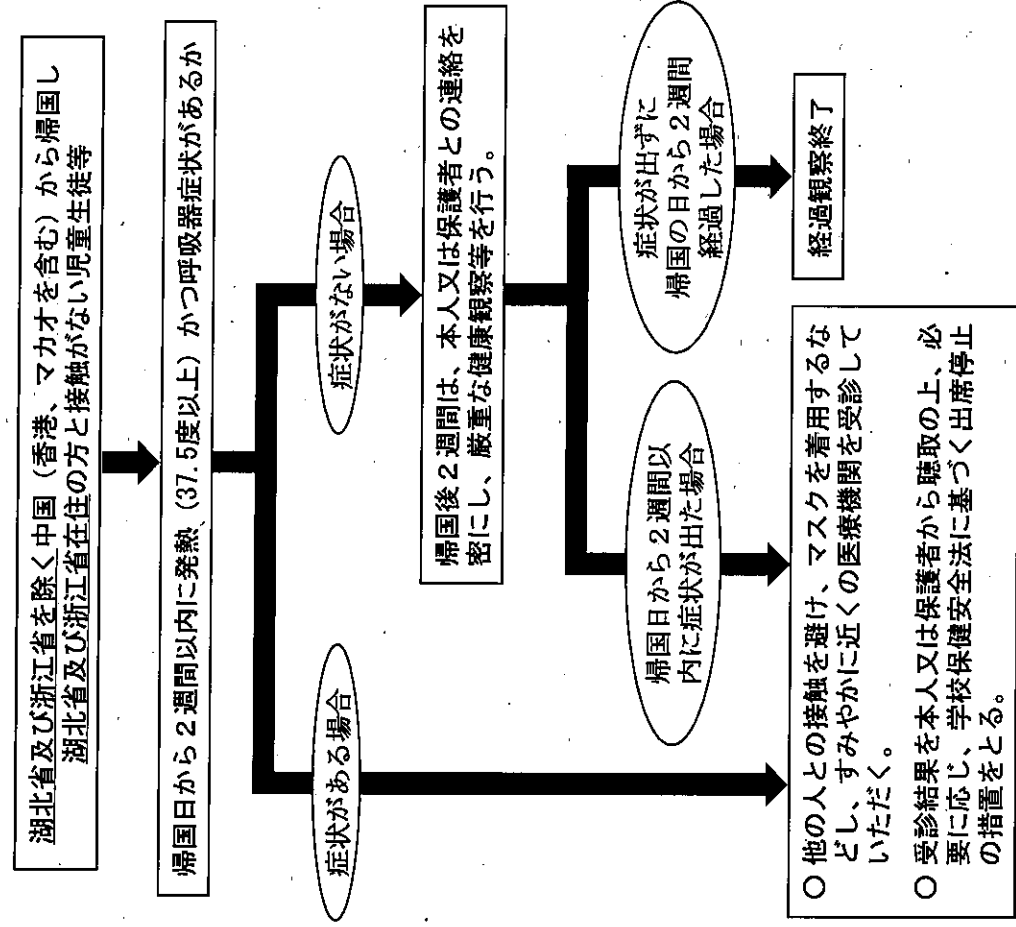 湖北省及び浙江省を除く中国（香港、マカオを含む）から帰国し
湖北省及び浙江省在住の方と接触がない児童生徒等
帰国日から２週間以内に発熱（37.5度以上）かつ呼吸器症状があるか
症状がある場合
症状がない場合
帰国後２週間は、本人又は保護者との連絡を
密にし、厳重な健康観察等を行う。
帰国日から２週間以
内に症状が出た場合
症状が出ずに
帰国の日から２週間
経過した場合
○ 他の人との接触を避け、マスクを着用するな
どし、すみやかに近くの医療機関を受診して
いただく。
○ 受診結果を本人又は保護者から聴取の上、必
要に応じ、学校保健安全法に基づく出席停止
の措置をとる。
経過観察終了